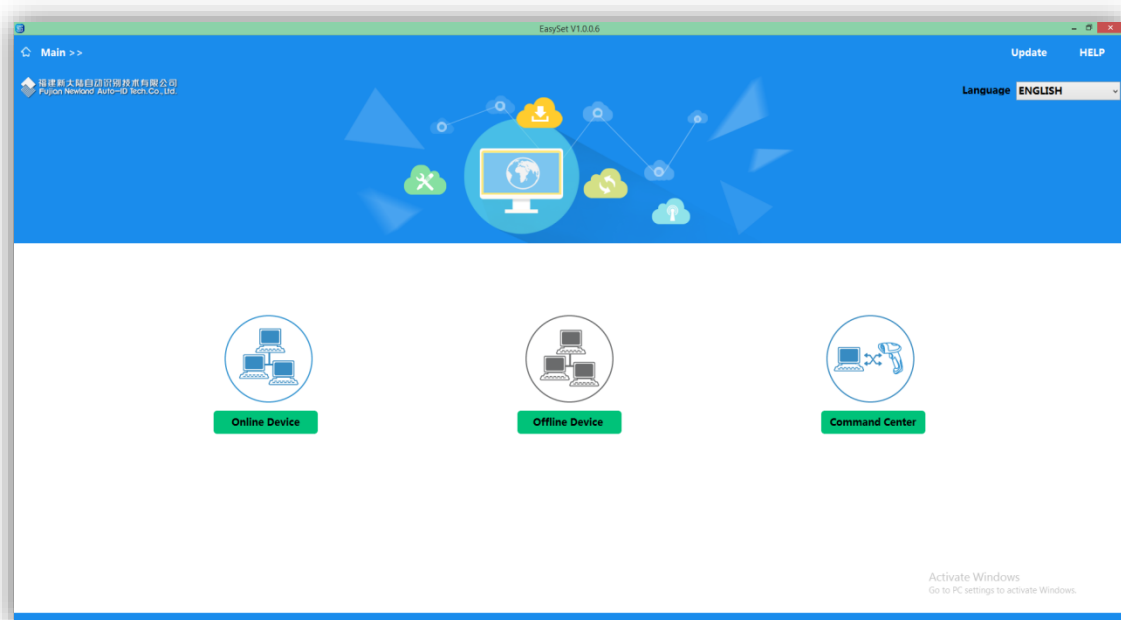 EasySet V1.0.0.6
Main >>
Update
HELP
福建新大陆自动识别技术有限公司
Fujian Newland Auto-ID Tech.Co.,Ltd.
Language
ENGLISH
Online Device
Offline Device
Command Center
Activate Windows
Go to PC settings to activate Windows.